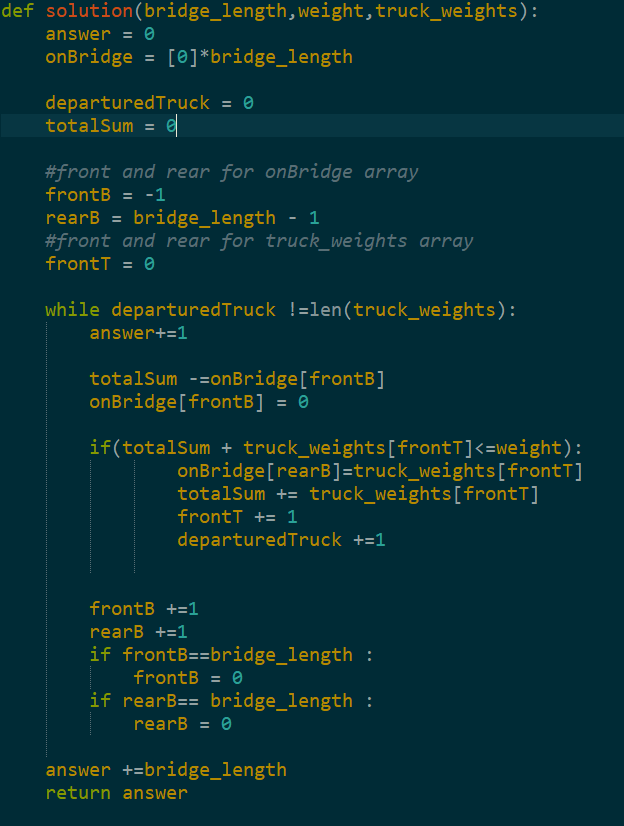 def solution(bridge_length,weight,truck_weights):
    answer = 0
    onBridge = [0]*bridge_length
    departuredTruck = 0
    totalSum = 0
    #front and rear for onBridge array
    frontB = -1
    rearB = bridge_length - 1
    #front and rear for truck_weights array
    frontT = 0
    while departuredTruck !=len(truck_weights):
        answer+=1
        totalSum -=onBridge[frontB]
        onBridge[frontB] = 0
        if(totalSum + truck_weights[frontT]<=weight):
                onBridge[rearB]=truck_weights[frontT]
                totalSum += truck_weights[frontT]
                frontT += 1
                departuredTruck +=1
        frontB +=1
        rearB +=1
        if frontB==bridge_length :
            frontB = 0
        if rearB== bridge_length :
            rearB = 0
    answer +=bridge_length
    return answer